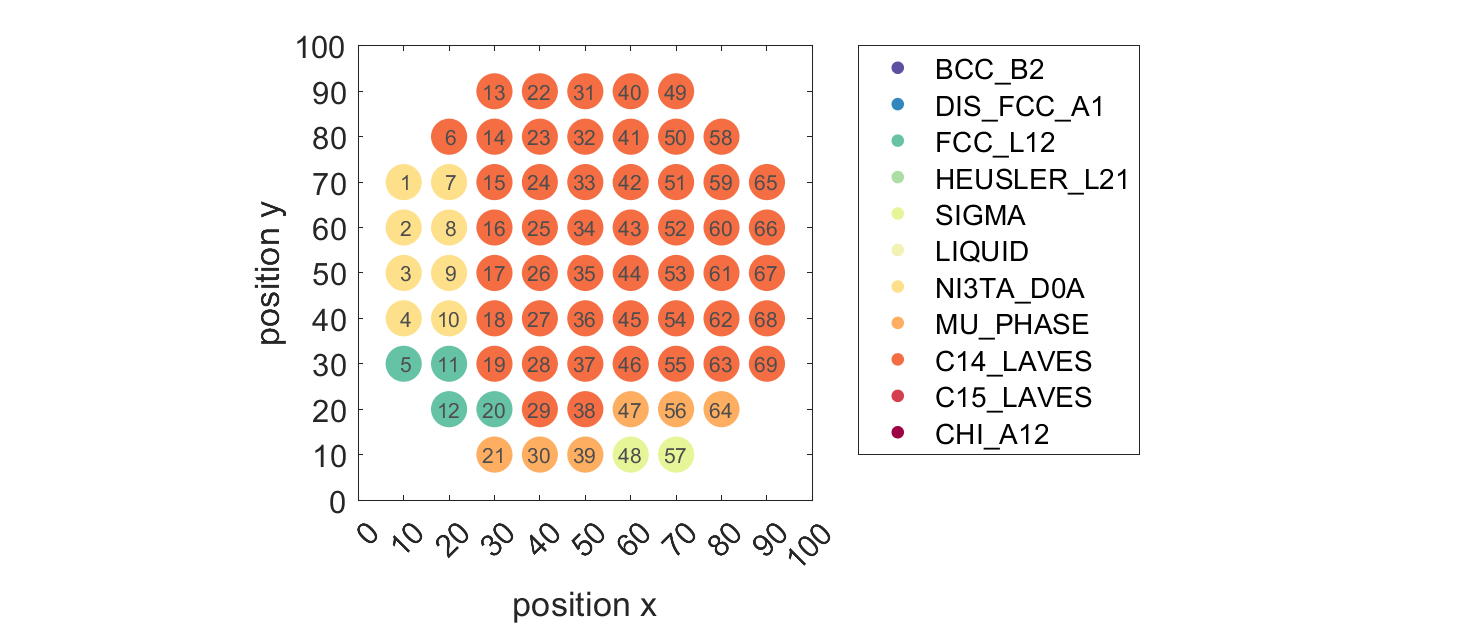 100
90 13 22 31 40 49
80 6 14 23 32 41 50 58
70 1 7 15 24 33 42 51 59 65
60 2 8 16 25 34 43 52 60 66
50 3 9 17 26 35 44 53 61 67
40 4 10 18 27 36 45 54 62 68
30 5 11 19 28 37 46 55 63 69
20 12 20 29 38 47 56 64
10 21 30 39 48 57
0
0 10 20 30 40 50 60 70 80 90 100
position x
position y
BCC_B2
DIS_FCC_A1
FCC_L12
HEUSLER_L21
SIGMA
LIQUID
NI3TA_D0A
MU_PHASE
C14_LAVES
C15_LAVES
CHI_A12